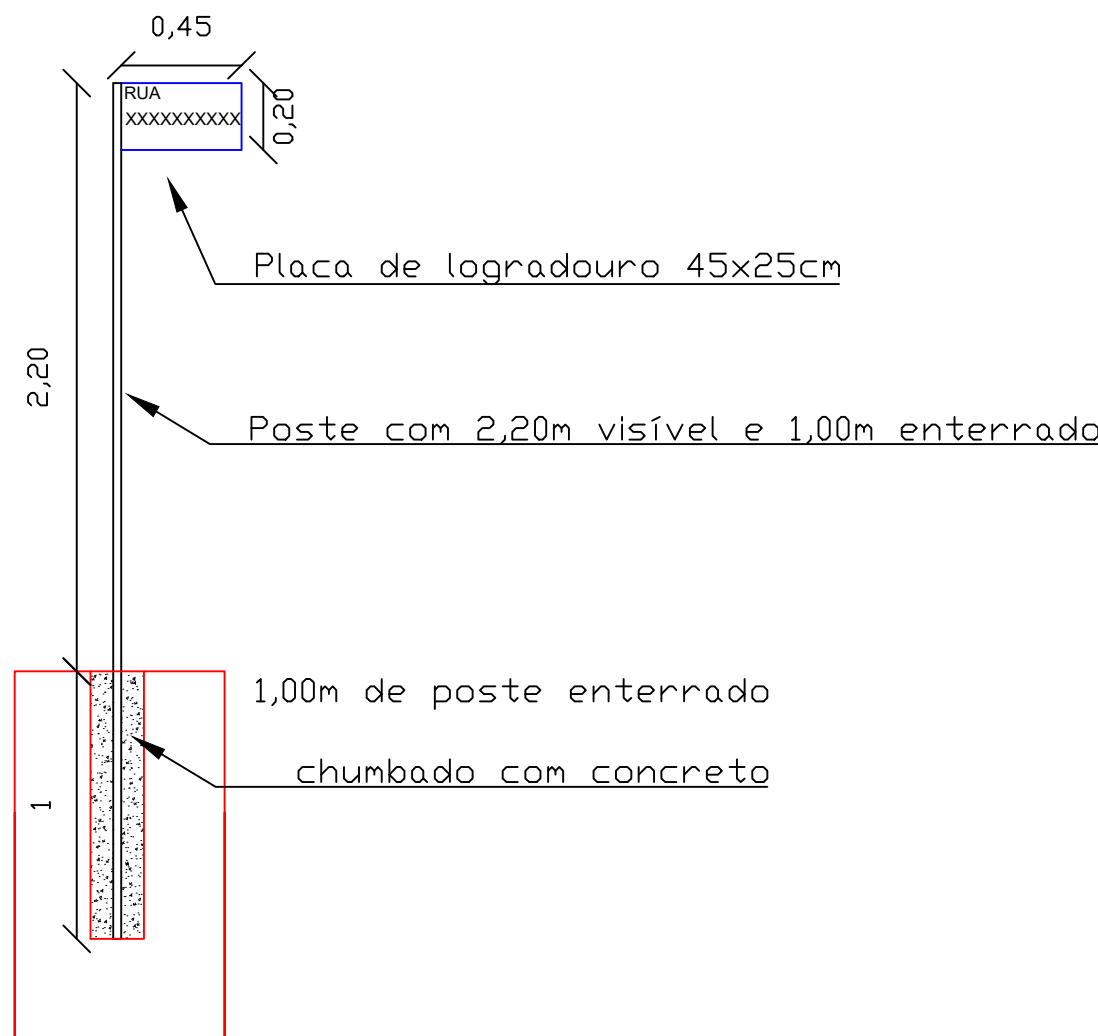 0,45
RUA
XXXXXXXXXX
0,20
Placa de logradouro 45x25cm
2,20
Poste com 2,20m visível e 1,00m enterrado
1,00m de poste enterrado
chumbado com concreto
1